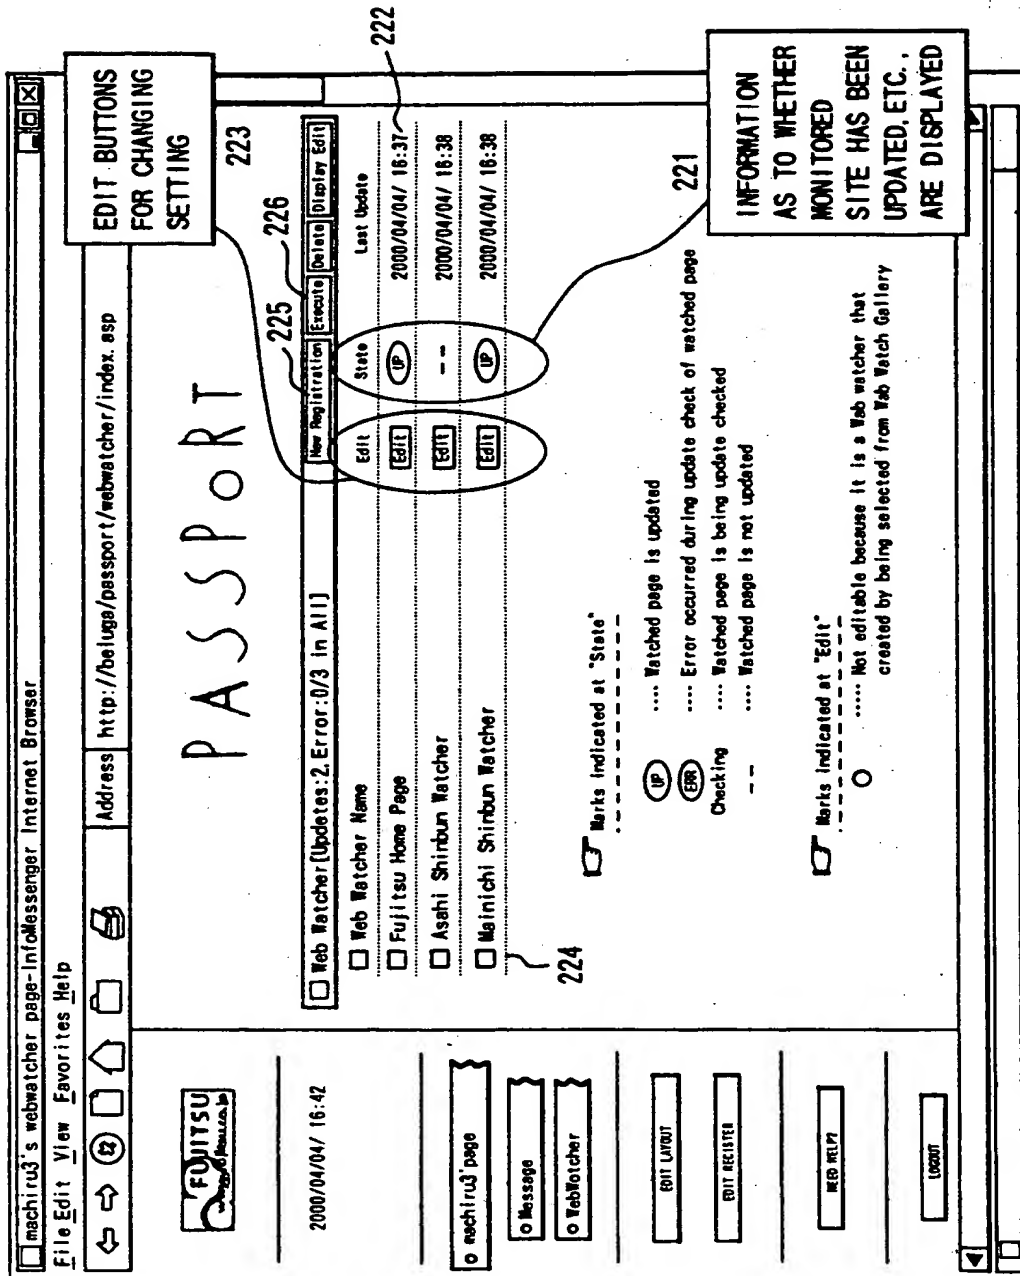 machiru3's webwatcher page-InfoMessenger Internet Browser
File Edit View Favorites Help
Address http://beluga/passport/webwatcher/index.asp
EDIT BUTTONS
FOR CHANGING
SETTING
223
FUJITSU
2000/04/04/ 16:42
machiru3'page
Message
WebWatcher
EDIT LAYOUT
EDIT REGISTER
NEED HELP?
LOGOUT
PASSPORT
225
226
Web Watcher[Updates:2, Error:0/3 in All] New Registration Execute Delete Display Edit
Web Watcher Name Edit State Last Update
Fujitsu Home Page Edit UP 2000/04/04/ 16:37
222
Asahi Shinbun Watcher Edit -- 2000/04/04/ 16:38
Mainichi Shinbun Watcher Edit UP 2000/04/04/ 16:38
224
221
Marks indicated at "State"
UP .... Watched page is updated
ERR .... Error occurred during update check of watched page
Checking .... Watched page is being update checked
-- .... Watched page is not updated
Marks indicated at "Edit"
O ..... Not editable because it is a Wab watcher that
created by being selected from Wab Watch Gallery
INFORMATION
AS TO WHETHER
MONITORED
SITE HAS BEEN
UPDATED, ETC.,
ARE DISPLAYED